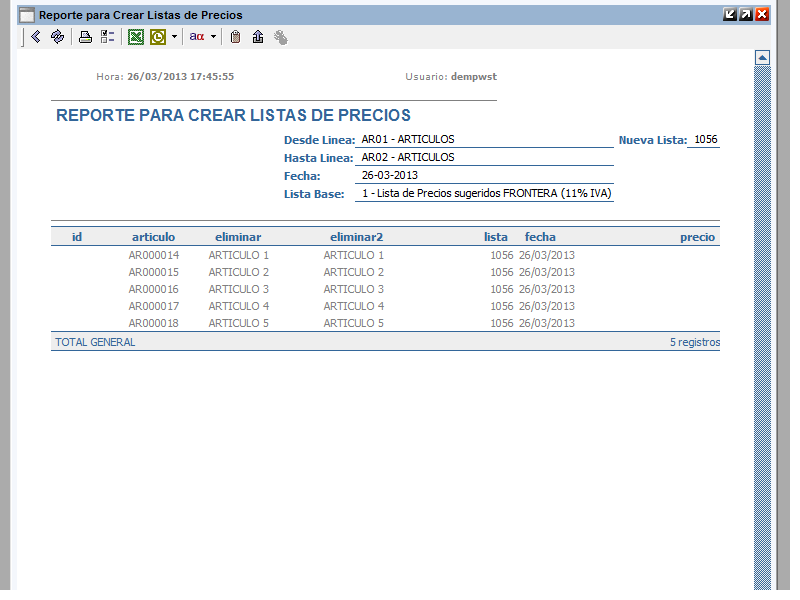 Reporte para Crear Listas de Precios
aα
Hora: 26/03/2013 17:45:55 Usuario: dempwst
REPORTE PARA CREAR LISTAS DE PRECIOS
Desde Linea: AR01 - ARTICULOS Nueva Lista: 1056
Hasta Linea: AR02 - ARTICULOS
Fecha: 26-03-2013
Lista Base: 1 - Lista de Precios sugeridos FRONTERA (11% IVA)
id articulo eliminar eliminar2 lista fecha precio
AR000014 ARTICULO 1 ARTICULO 1 1056 26/03/2013
AR000015 ARTICULO 2 ARTICULO 2 1056 26/03/2013
AR000016 ARTICULO 3 ARTICULO 3 1056 26/03/2013
AR000017 ARTICULO 4 ARTICULO 4 1056 26/03/2013
AR000018 ARTICULO 5 ARTICULO 5 1056 26/03/2013
TOTAL GENERAL 5 registros